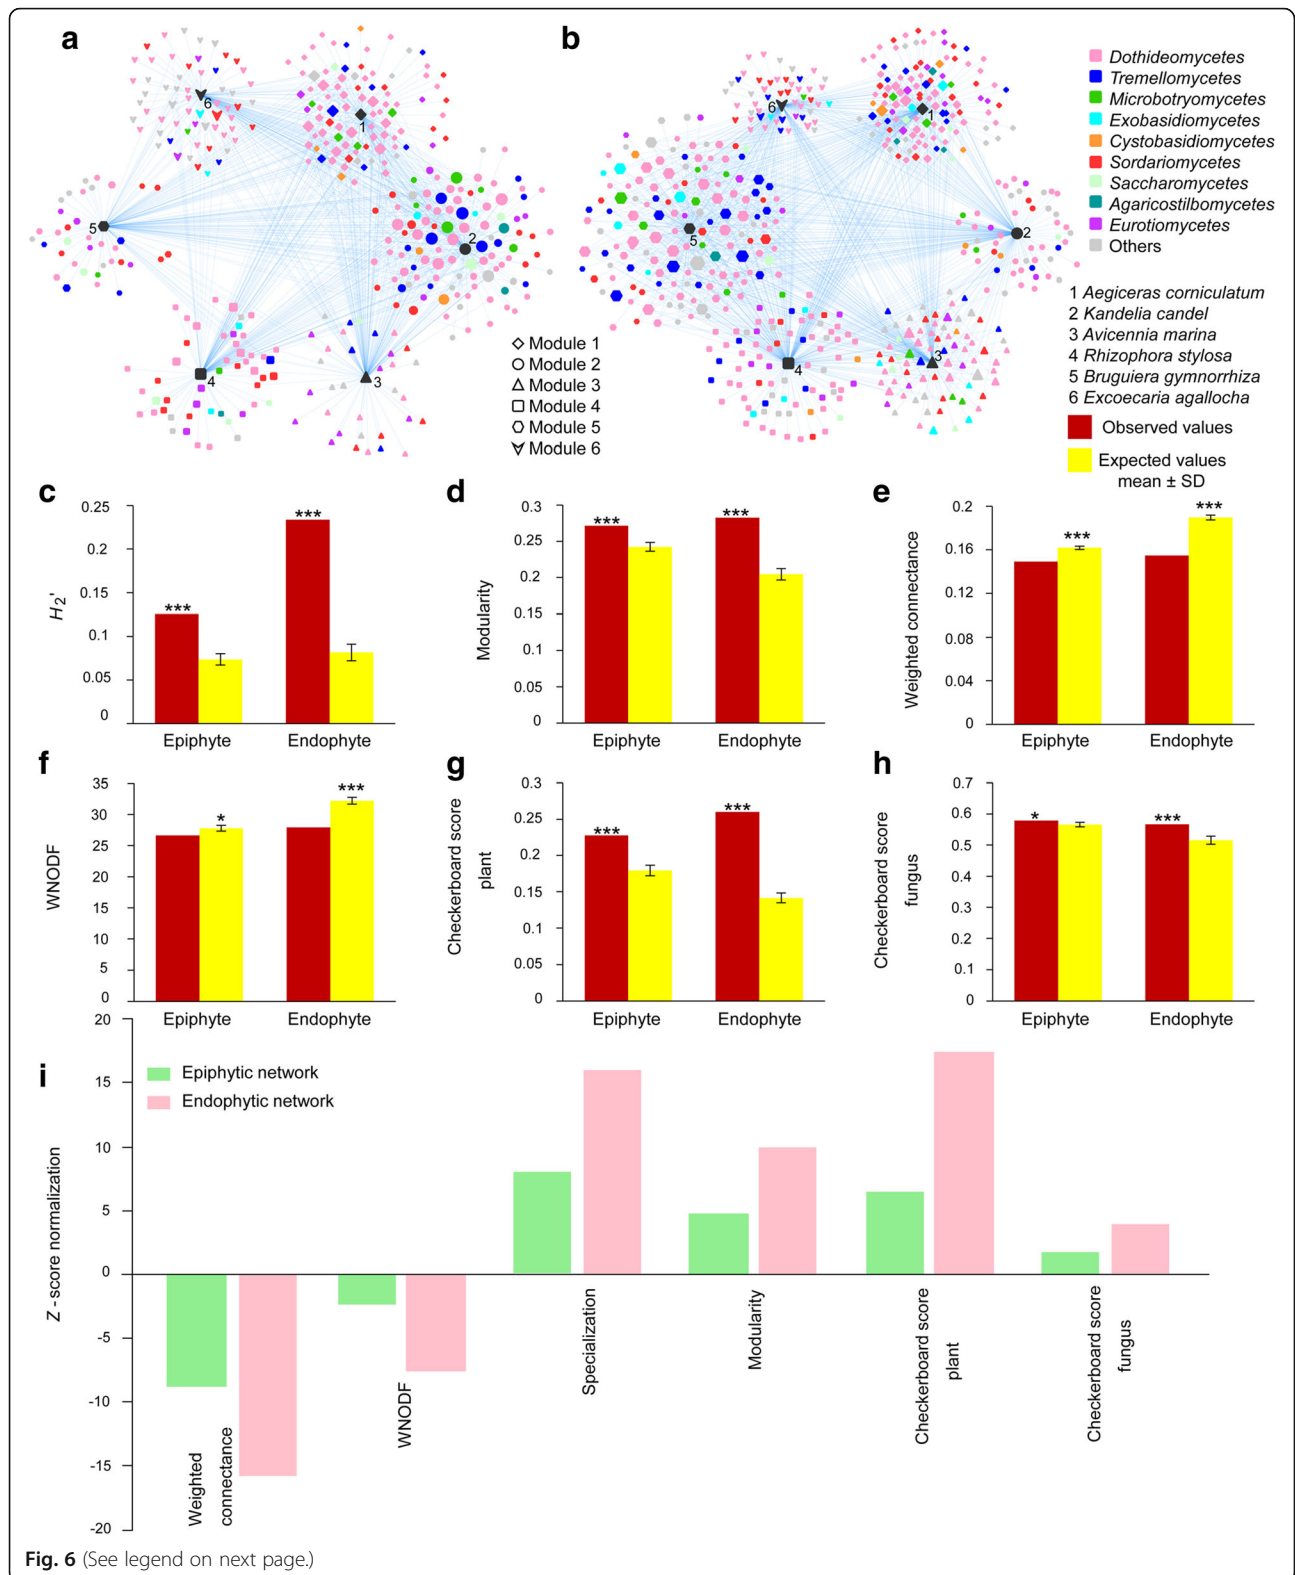 a
b
6
1
5
2
4
3
6
1
5
2
4
3
Dothideomycetes
Tremellomycetes
Microbotryomycetes
Exobasidiomycetes
Cystobasidiomycetes
Sordariomycetes
Saccharomycetes
Agaricostilbomycetes
Eurotiomycetes
Others
1 Aegiceras corniculatum
2 Kandelia candel
3 Avicennia marina
4 Rhizophora stylosa
5 Bruguiera gymnorrhiza
6 Excoecaria agallocha
Module 1
Module 2
Module 3
Module 4
Module 5
Module 6
Observed values
Expected values
mean ± SD
c
H2'
0.25
0.2
0.15
0.1
0.05
0
***
***
Epiphyte
Endophyte
d
Modularity
0.3
0.25
0.2
0.15
0.1
0.05
0
***
***
Epiphyte
Endophyte
e
Weighted connectance
0.2
0.16
0.12
0.08
0.04
0
***
***
Epiphyte
Endophyte
f
WNODF
35
30
25
20
15
10
5
0
*
***
Epiphyte
Endophyte
g
Checkerboard score
plant
0.3
0.25
0.2
0.15
0.1
0.05
0
***
***
Epiphyte
Endophyte
h
Checkerboard score
fungus
0.7
0.6
0.5
0.4
0.3
0.2
0.1
0
*
***
Epiphyte
Endophyte
i
Epiphytic network
Endophytic network
Z - score normalization
20
15
10
5
0
-5
-10
-15
-20
Weighted
connectance
WNODF
Specialization
Modularity
Checkerboard score
plant
Checkerboard score
fungus
Fig. 6 (See legend on next page.)